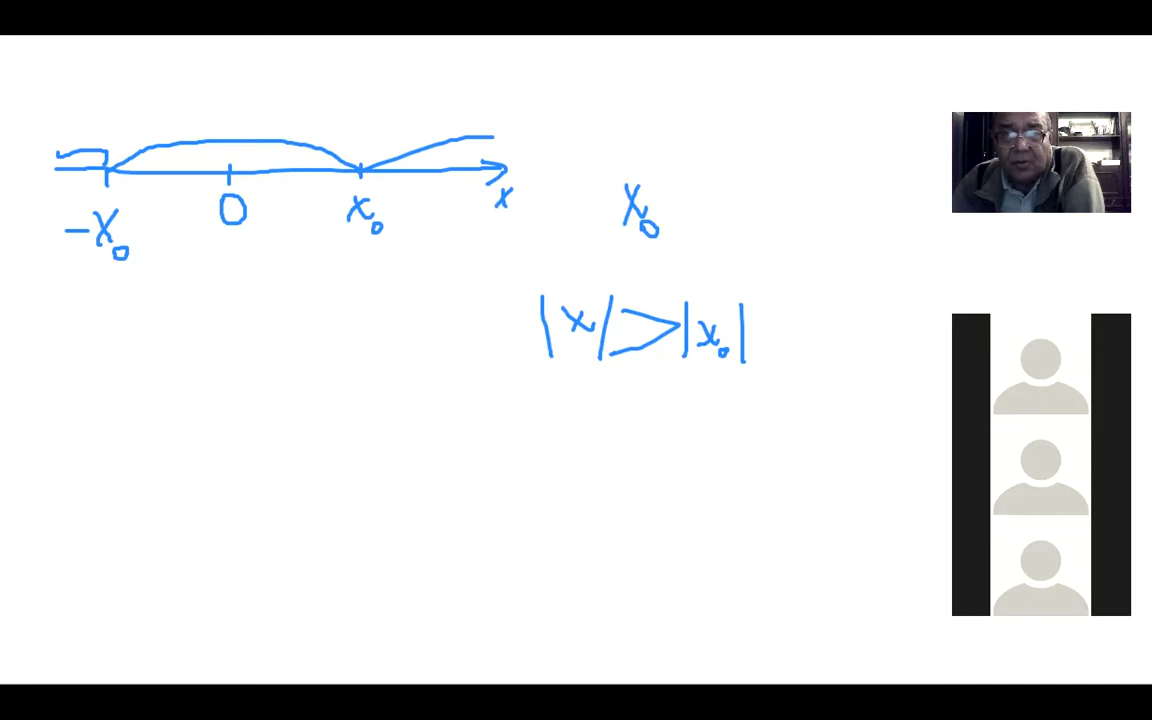 -x₀ 0 x₀ x
x₀
|x| > |x₀|